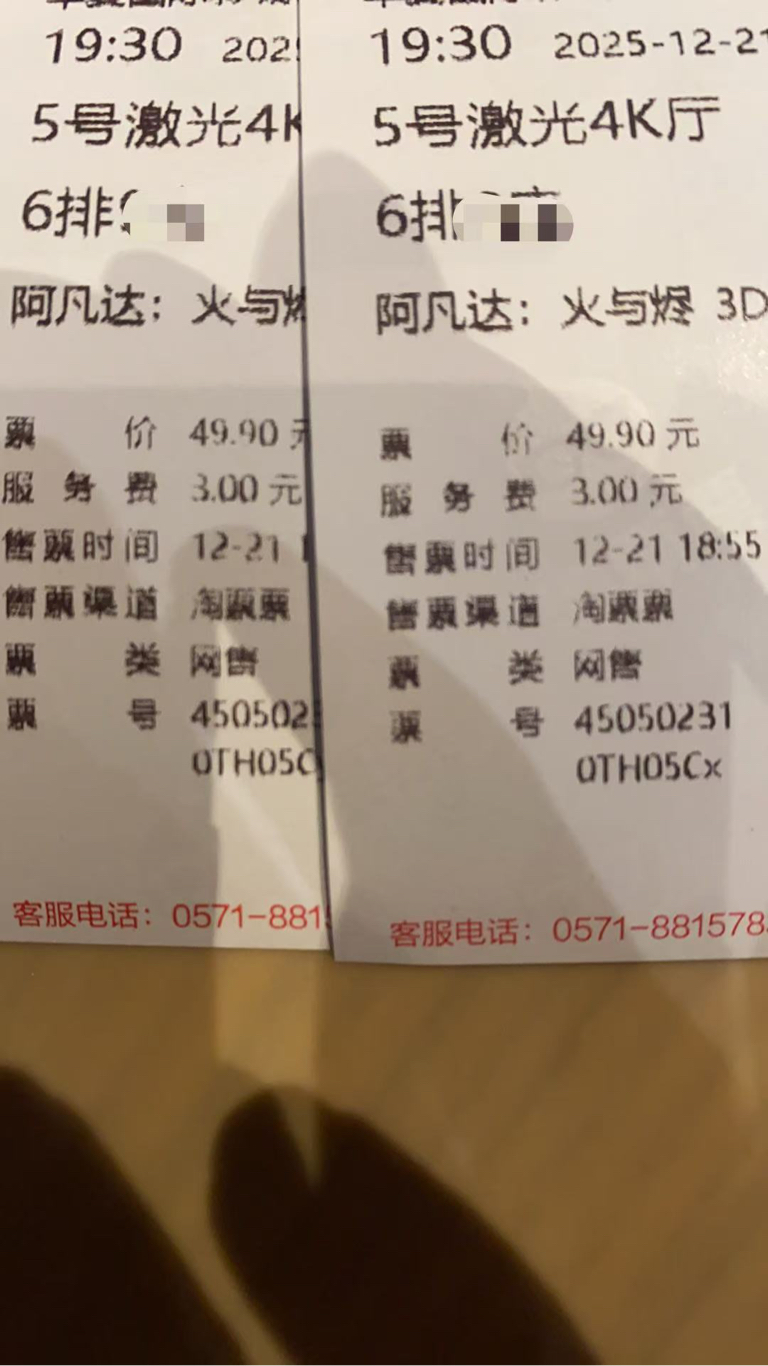 19:30 202
5号激光4K
6排
阿凡达：火与烬
票 价 49.90 元
服 务 费 3.00 元
售票时间 12-21
售票渠道 淘票票
票 类 网售
票 号 450502
0TH05C
客服电话：0571-881
19:30 2025-12-21
5号激光4K厅
6排
阿凡达：火与烬 3D
票 价 49.90 元
服 务 费 3.00 元
售票时间 12-21 18:55
售票渠道 淘票票
票 类 网售
票 号 45050231
0TH05Cx
客服电话：0571-881578